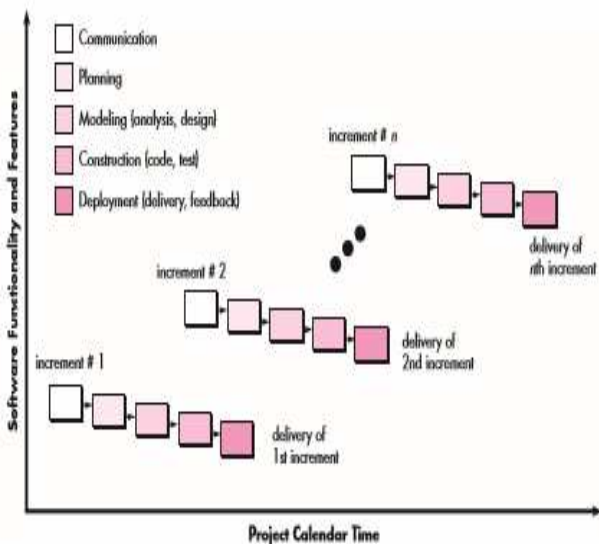 Communication
Planning
Modeling (analysis, design)
Construction (code, test)
Deployment (delivery, feedback)
increment # n
delivery of
nth increment
increment # 2
delivery of
2nd increment
increment # 1
delivery of
1st increment
Software Functionality and Features
Project Calendar Time